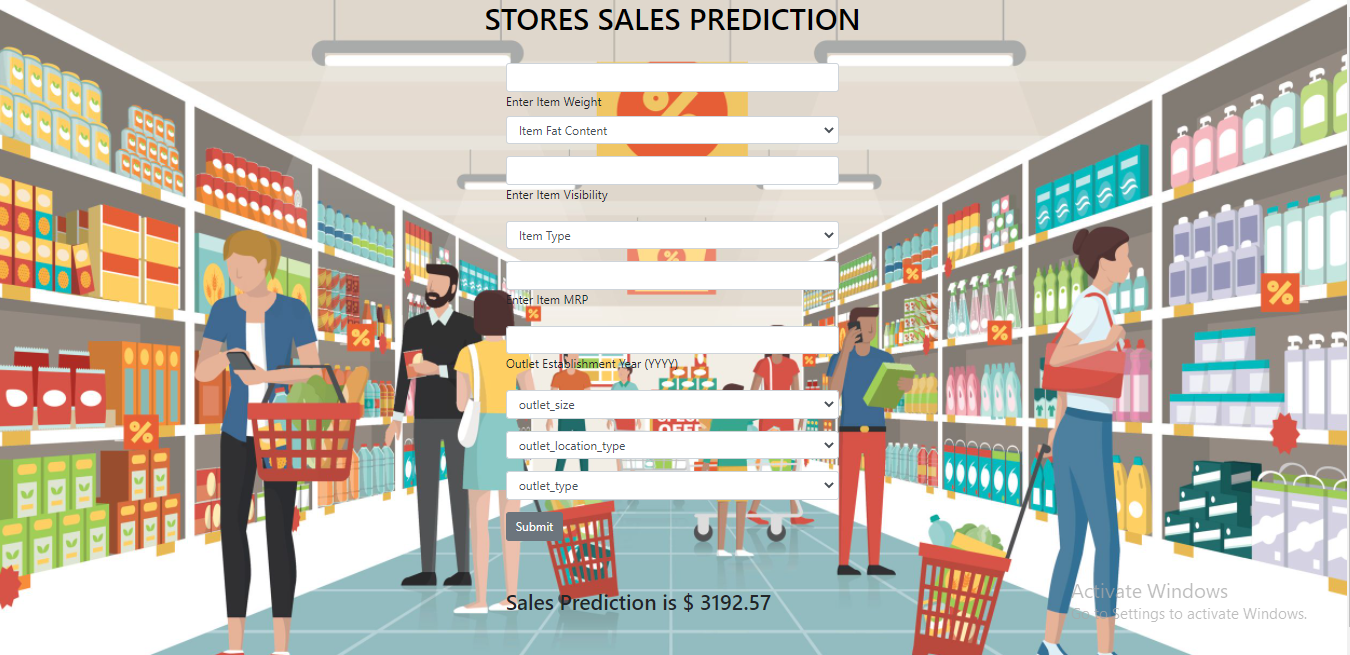 STORES SALES PREDICTION
Enter Item Weight
Item Fat Content
Enter Item Visibility
Item Type
Enter Item MRP
Outlet Establishment Year (YYYY)
outlet_size
outlet_location_type
outlet_type
Submit
Sales Prediction is $ 3192.57
Activate Windows
Go to Settings to activate Windows.